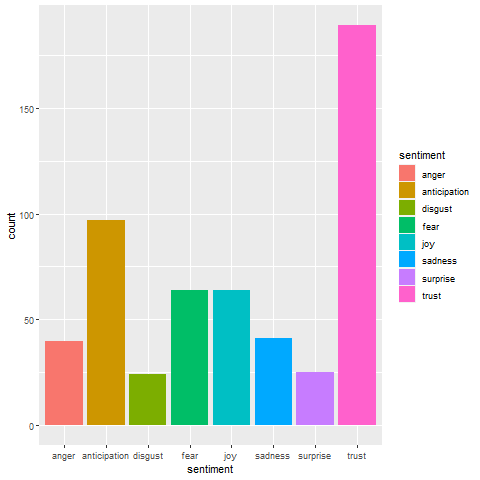 count
150
100
50
0
anger anticipation disgust fear joy sadness surprise trust
sentiment
sentiment
anger
anticipation
disgust
fear
joy
sadness
surprise
trust